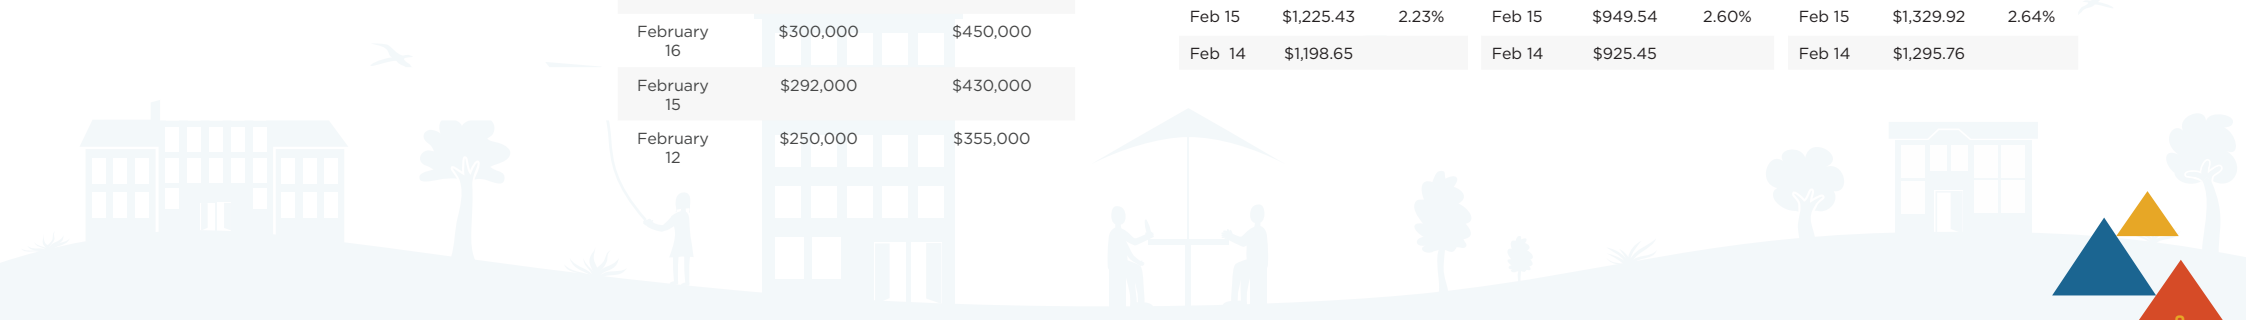 February $300,000 $450,000
16
February $292,000 $430,000
15
February $250,000 $355,000
12
Feb 15 $1,225.43 2.23% Feb 15 $949.54 2.60% Feb 15 $1,329.92 2.64%
Feb 14 $1,198.65 Feb 14 $925.45 Feb 14 $1,295.76